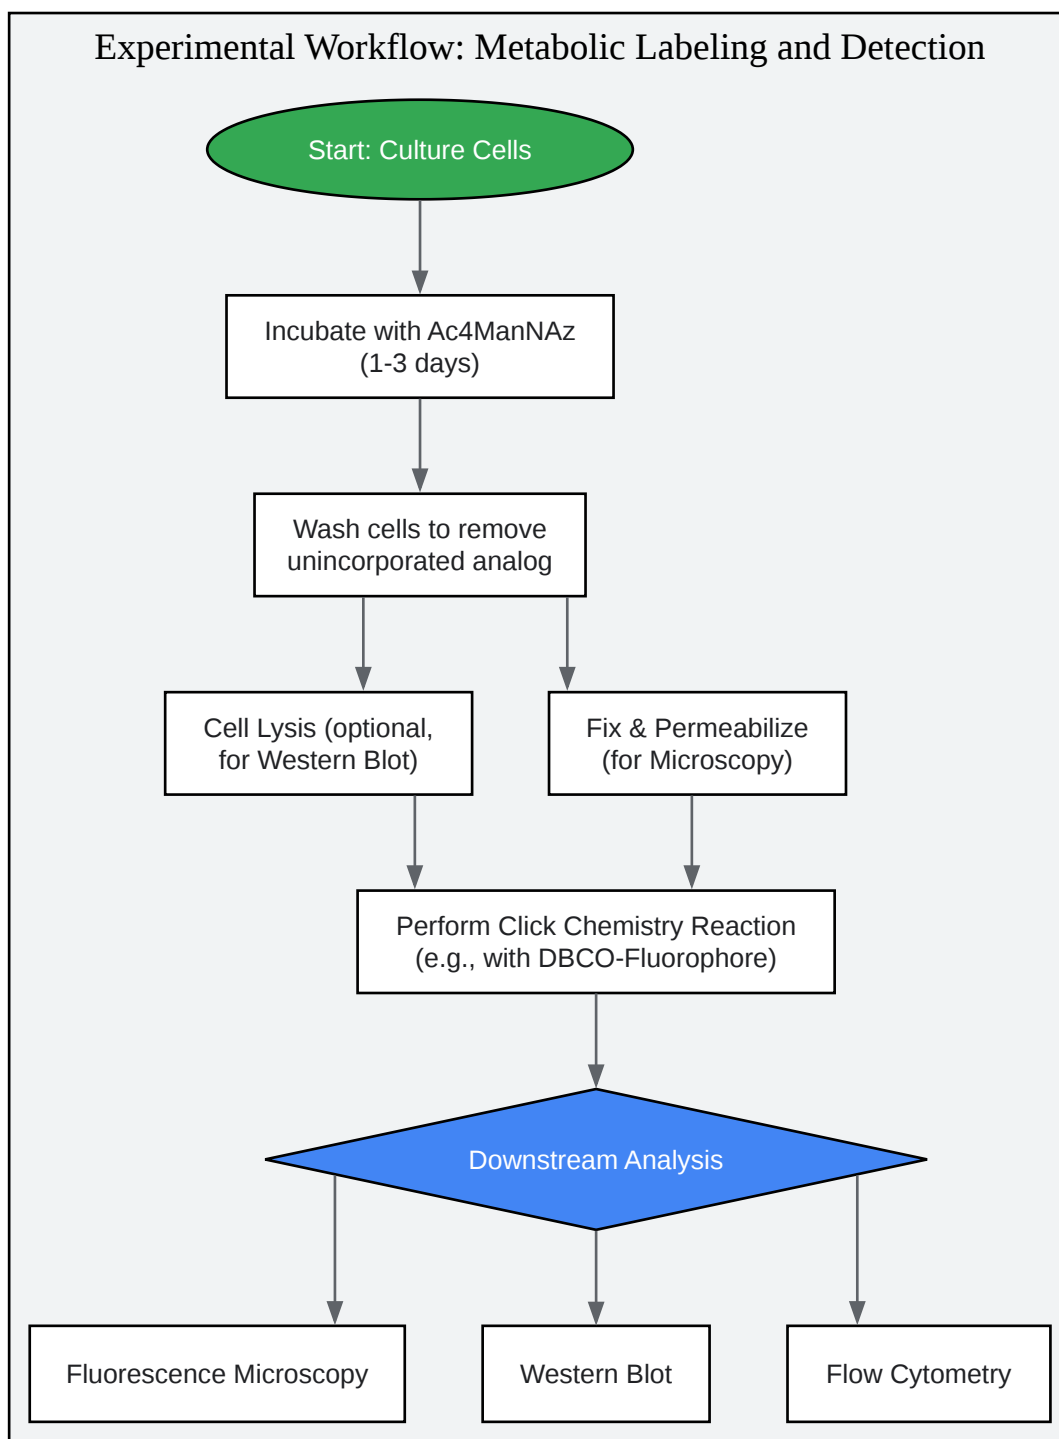 Experimental Workflow: Metabolic Labeling and Detection
Start: Culture Cells
Incubate with Ac4ManNAz
(1-3 days)
Wash cells to remove
unincorporated analog
Cell Lysis (optional,
for Western Blot)
Fix & Permeabilize
(for Microscopy)
Perform Click Chemistry Reaction
(e.g., with DBCO-Fluorophore)
Downstream Analysis
Fluorescence Microscopy
Western Blot
Flow Cytometry